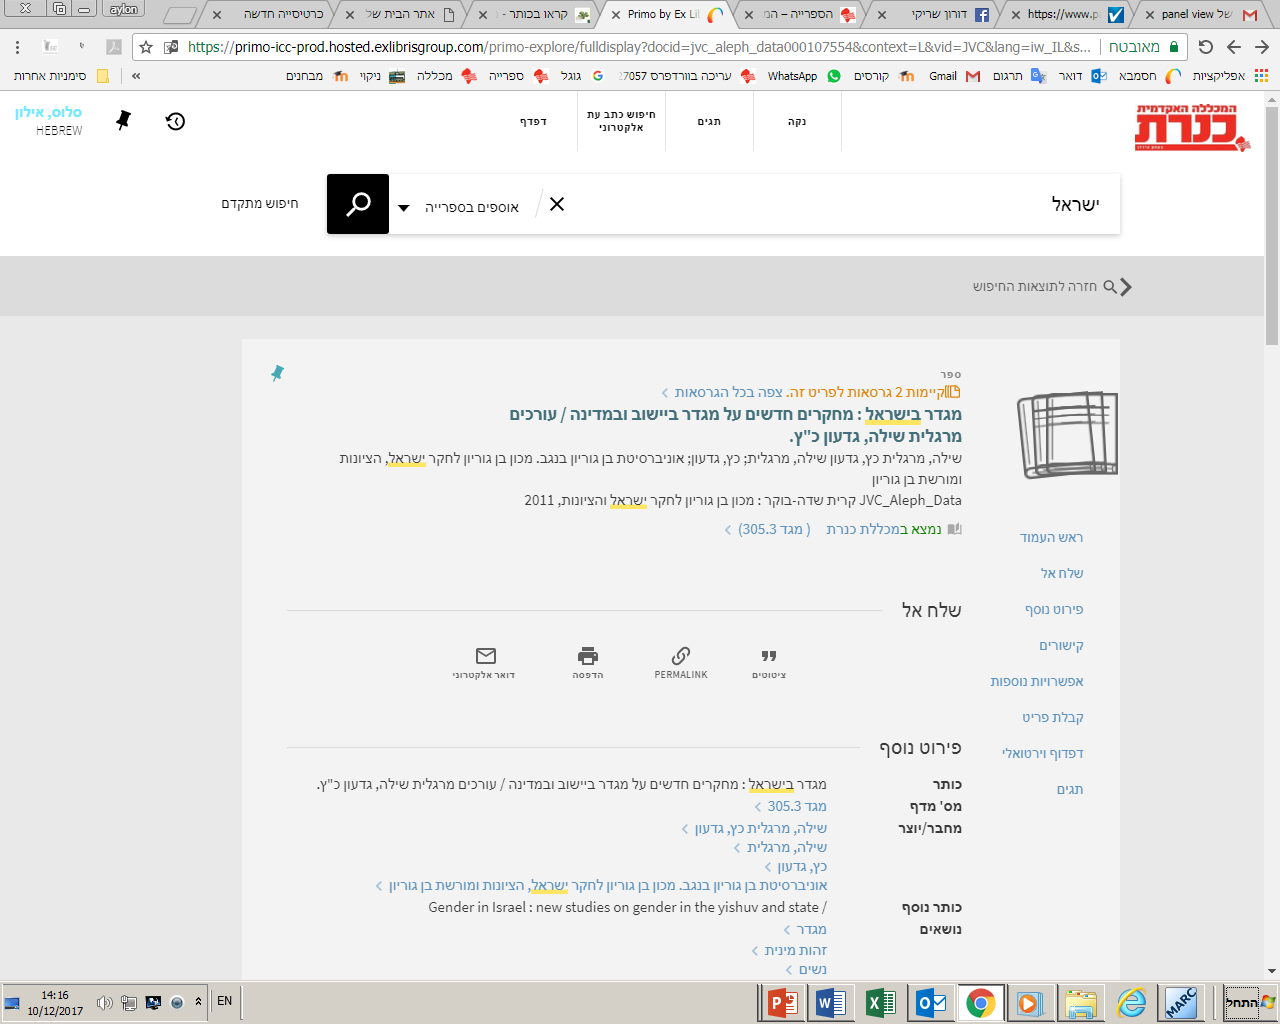 aylon
כרטיסייה חדשה
אתר הבית של
קראו בכותר -
Primo by Ex Li
הספרייה – המ
דורון שריקי
https://www.p
panel view של
https://primo-icc-prod.hosted.exlibrisgroup.com/primo-explore/fulldisplay?docid=jvc_aleph_data000107554&context=L&vid=JVC&lang=iw_IL&s...
מאובטח
אפליקציות
חסמבא
דואר
תרגום
Gmail
קורסים
WhatsApp
עריכה בוורדפרס 27057
גוגל
ספרייה
מכללה
ניקוי
מבחנים
»
סימניות אחרות
המכללה האקדמית
כנרת
נקה
תגים
חיפוש כתב עת
אלקטרוני
דפדף
סלוס, אילון
HEBREW
ישראל
אוספים בספרייה
חיפוש מתקדם
חזרה לתוצאות החיפוש
ספר
קיימות 2 גרסאות לפריט זה. צפה בכל הגרסאות
מגדר בישראל : מחקרים חדשים על מגדר ביישוב ובמדינה / עורכים
מרגלית שילה, גדעון כ"ץ.
שילה, מרגלית כץ, גדעון שילה, מרגלית; כץ, גדעון; אוניברסיטת בן גוריון בנגב. מכון בן גוריון לחקר ישראל, הציונות
ומורשת בן גוריון
JVC_Aleph_Data קרית שדה-בוקר : מכון בן גוריון לחקר ישראל והציונות, 2011
נמצא במכללת כנרת (מגד 305.3 )
ראש העמוד
שלח אל
פירוט נוסף
קישורים
אפשרויות נוספות
קבלת פריט
דפדוף וירטואלי
תגים
שלח אל
ציטוטים
PERMALINK
הדפסה
דואר אלקטרוני
פירוט נוסף
כותר מגדר בישראל : מחקרים חדשים על מגדר ביישוב ובמדינה / עורכים מרגלית שילה, גדעון כ"ץ.
מס' מדף מגד 305.3
מחבר/יוצר שילה, מרגלית כץ, גדעון
שילה, מרגלית
כץ, גדעון
אוניברסיטת בן גוריון בנגב. מכון בן גוריון לחקר ישראל, הציונות ומורשת בן גוריון
כותר נוסף Gender in Israel : new studies on gender in the yishuv and state /
נושאים מגדר
זהות מינית
נשים
14:16
10/12/2017
EN
MARC
התחל